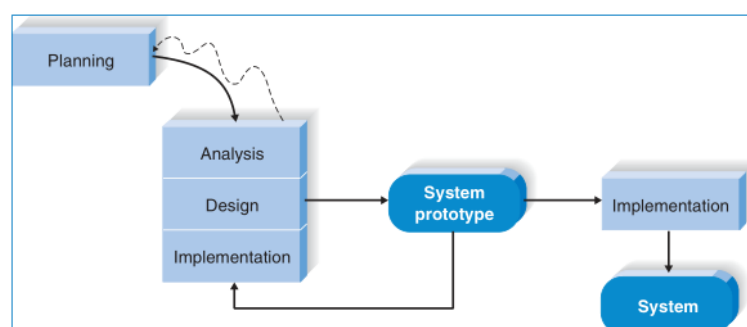 Planning
Analysis
Design
Implementation
System
prototype
Implementation
System